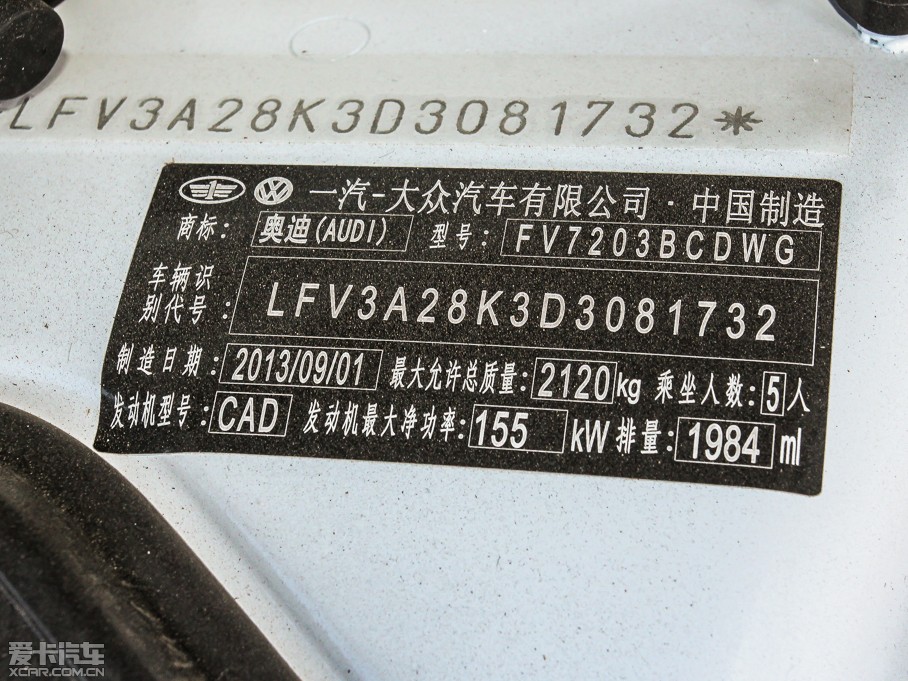 LFV3A28K3D3081732*
一汽-大众汽车有限公司·中国制造
商标: 奥迪(AUDI) 型号: FV7203BCDWG
车辆识
别代号: LFV3A28K3D3081732
制造日期: 2013/09/01 最大允许总质量: 2120kg 乘坐人数: 5人
发动机型号: CAD 发动机最大净功率: 155 kW 排量: 1984 ml
爱卡汽车
XCAR.COM.CN